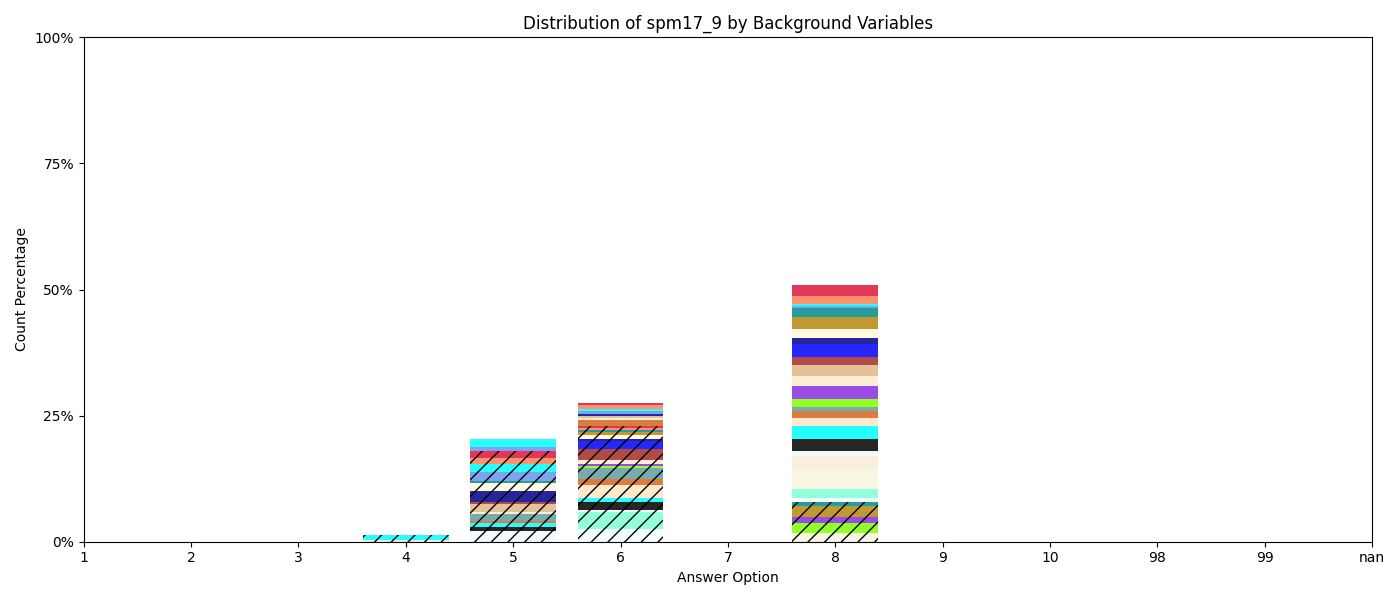 Distribution of spm17_9 by Background Variables
100%
75%
50%
25%
0%
Count Percentage
1 2 3 4 5 6 7 8 9 10 98 99 nan
Answer Option